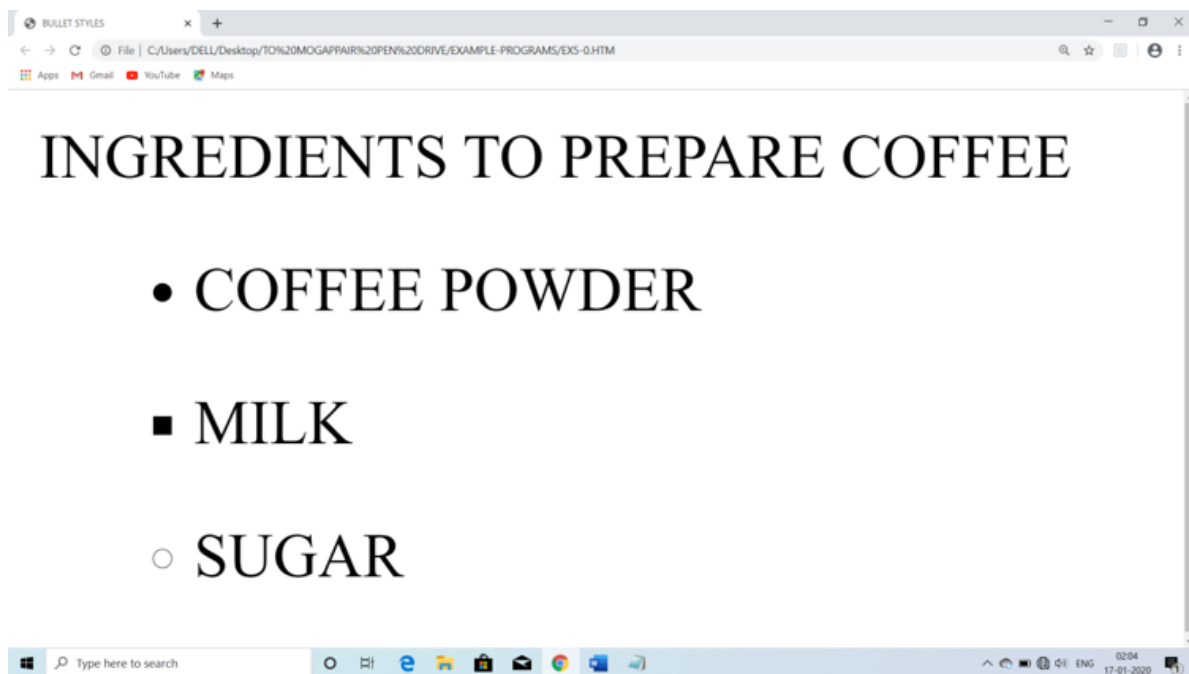 BULLET STYLES
File | C:/Users/DELL/Desktop/TO%20MOGAPPAIR%20PEN%20DRIVE/EXAMPLE-PROGRAMS/EX5-0.HTM
Apps Gmail YouTube Maps
INGREDIENTS TO PREPARE COFFEE
• COFFEE POWDER
▪ MILK
○ SUGAR
Type here to search
ENG
02:04
17-01-2020